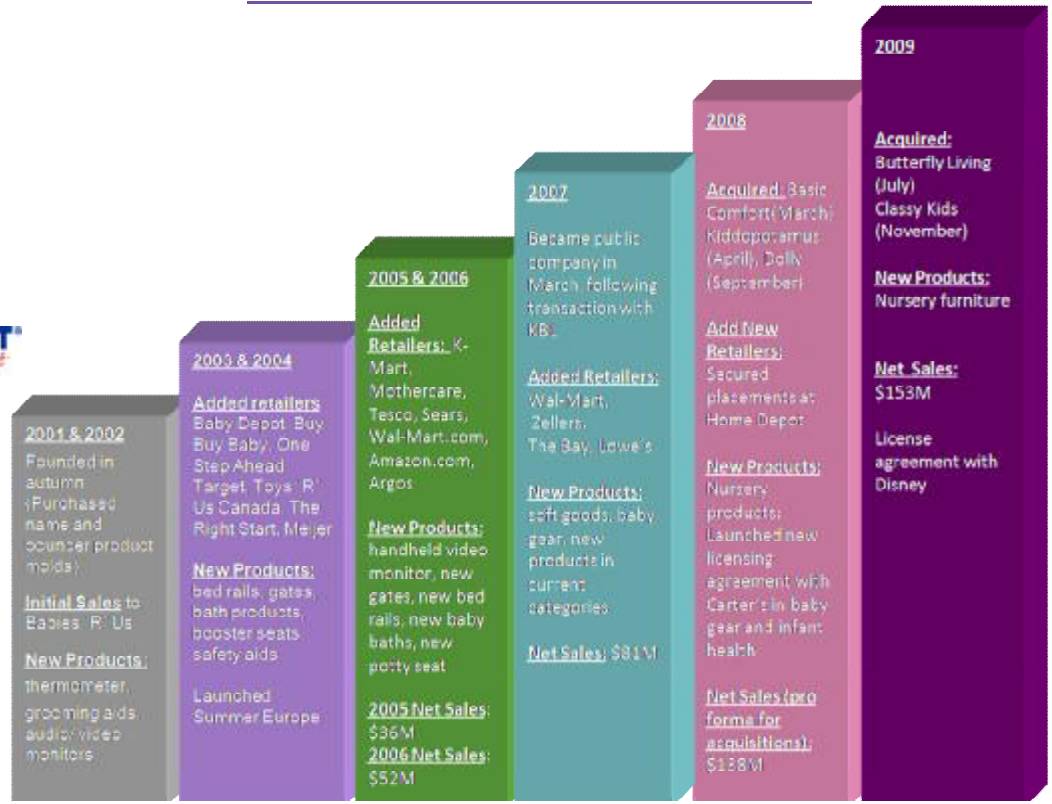 2001 & 2002
Founded in
autumn
(Purchased
name and
bouncer product
molds)
Initial Sales to
Babies 'R' Us
New Products:
thermometer,
grooming aids
audio/video
monitors
2003 & 2004
Added retailers
Baby Depot, Buy
Buy Baby, One
Step Ahead
Target, Toys 'R'
Us Canada, The
Right Start, Meijer
New Products:
bed rails, gates,
bath products,
booster seats
safety aids
Launched
Summer Europe
2005 & 2006
Added
Retailers: K-
Mart,
Mothercare,
Tesco, Sears,
Wal-Mart.com,
Amazon.com,
Argos
New Products:
handheld video
monitor, new
gates, new bed
rails, new baby
baths, new
potty seat
2005 Net Sales:
$36M
2006 Net Sales:
$52M
2007
Became public
company in
March, following
transaction with
KBL
Added Retailers:
Wal-Mart,
Zellers,
The Bay, Lowe's
New Products:
soft goods, baby
gear, new
products in
current
categories
Net Sales: $81M
2008
Acquired: Basic
Comfort(March)
Kiddopotamus
(April), Dolly
(September)
Add New
Retailers:
Secured
placements at
Home Depot
New Products:
Nursery
products;
Launched new
licensing
agreement with
Carter's in baby
gear and infant
health
Net Sales (pro
forma for
acquisitions):
$138M
2009
Acquired:
Butterfly Living
(July)
Classy Kids
(November)
New Products:
Nursery furniture
Net Sales:
$153M
License
agreement with
Disney